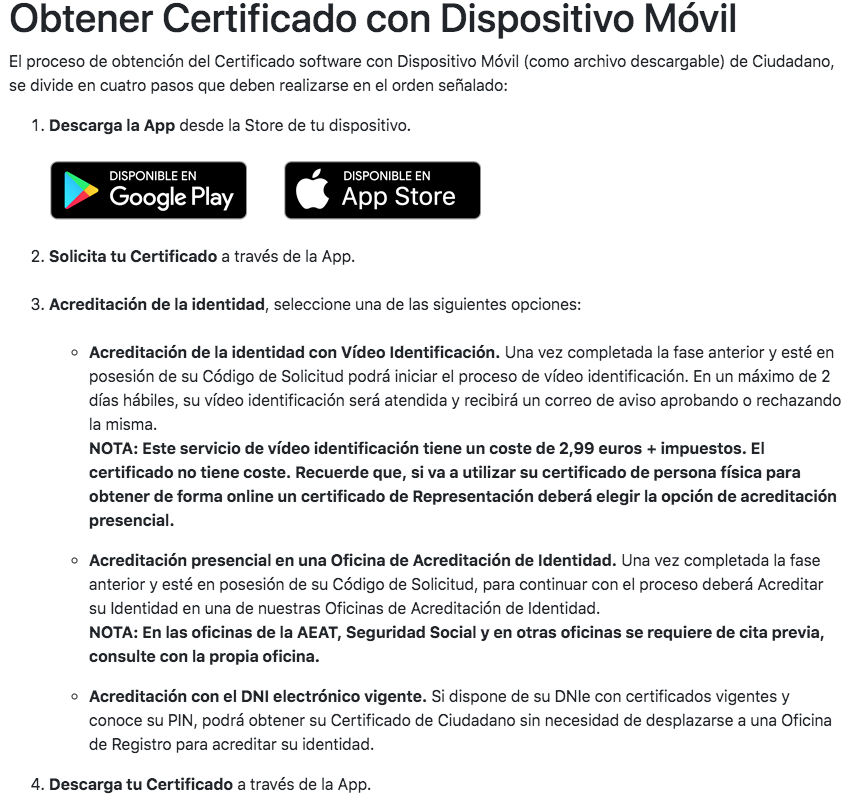 Obtener Certificado con Dispositivo Móvil
El proceso de obtención del Certificado software con Dispositivo Móvil (como archivo descargable) de Ciudadano,
se divide en cuatro pasos que deben realizarse en el orden señalado:
1. Descarga la App desde la Store de tu dispositivo.
DISPONIBLE EN
Google Play
DISPONIBLE EN
App Store
2. Solicita tu Certificado a través de la App.
3. Acreditación de la identidad, seleccione una de las siguientes opciones:
◦ Acreditación de la identidad con Vídeo Identificación. Una vez completada la fase anterior y esté en
posesión de su Código de Solicitud podrá iniciar el proceso de vídeo identificación. En un máximo de 2
días hábiles, su vídeo identificación será atendida y recibirá un correo de aviso aprobando o rechazando
la misma.
NOTA: Este servicio de vídeo identificación tiene un coste de 2,99 euros + impuestos. El
certificado no tiene coste. Recuerde que, si va a utilizar su certificado de persona física para
obtener de forma online un certificado de Representación deberá elegir la opción de acreditación
presencial.
◦ Acreditación presencial en una Oficina de Acreditación de Identidad. Una vez completada la fase
anterior y esté en posesión de su Código de Solicitud, para continuar con el proceso deberá Acreditar
su Identidad en una de nuestras Oficinas de Acreditación de Identidad.
NOTA: En las oficinas de la AEAT, Seguridad Social y en otras oficinas se requiere de cita previa,
consulte con la propia oficina.
◦ Acreditación con el DNI electrónico vigente. Si dispone de su DNIe con certificados vigentes y
conoce su PIN, podrá obtener su Certificado de Ciudadano sin necesidad de desplazarse a una Oficina
de Registro para acreditar su identidad.
4. Descarga tu Certificado a través de la App.